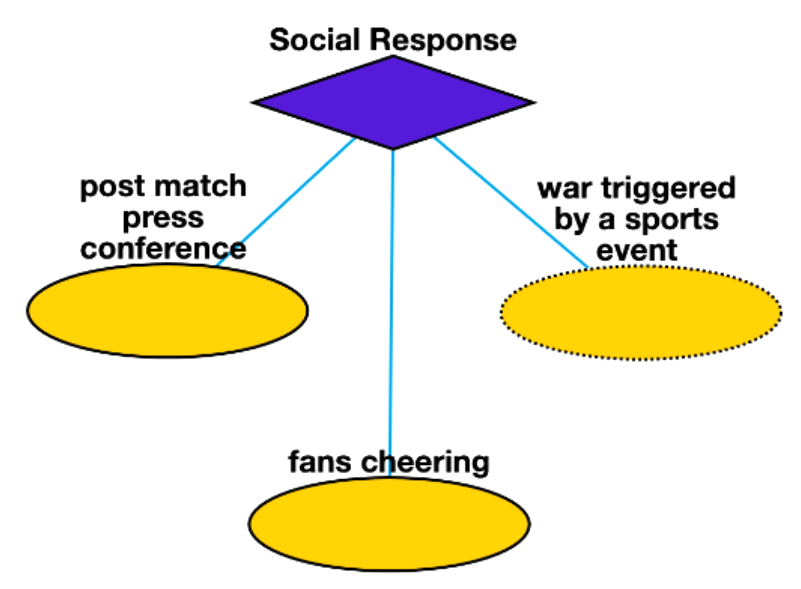 Social Response
post match
press
conference
war triggered
by a sports
event
fans cheering